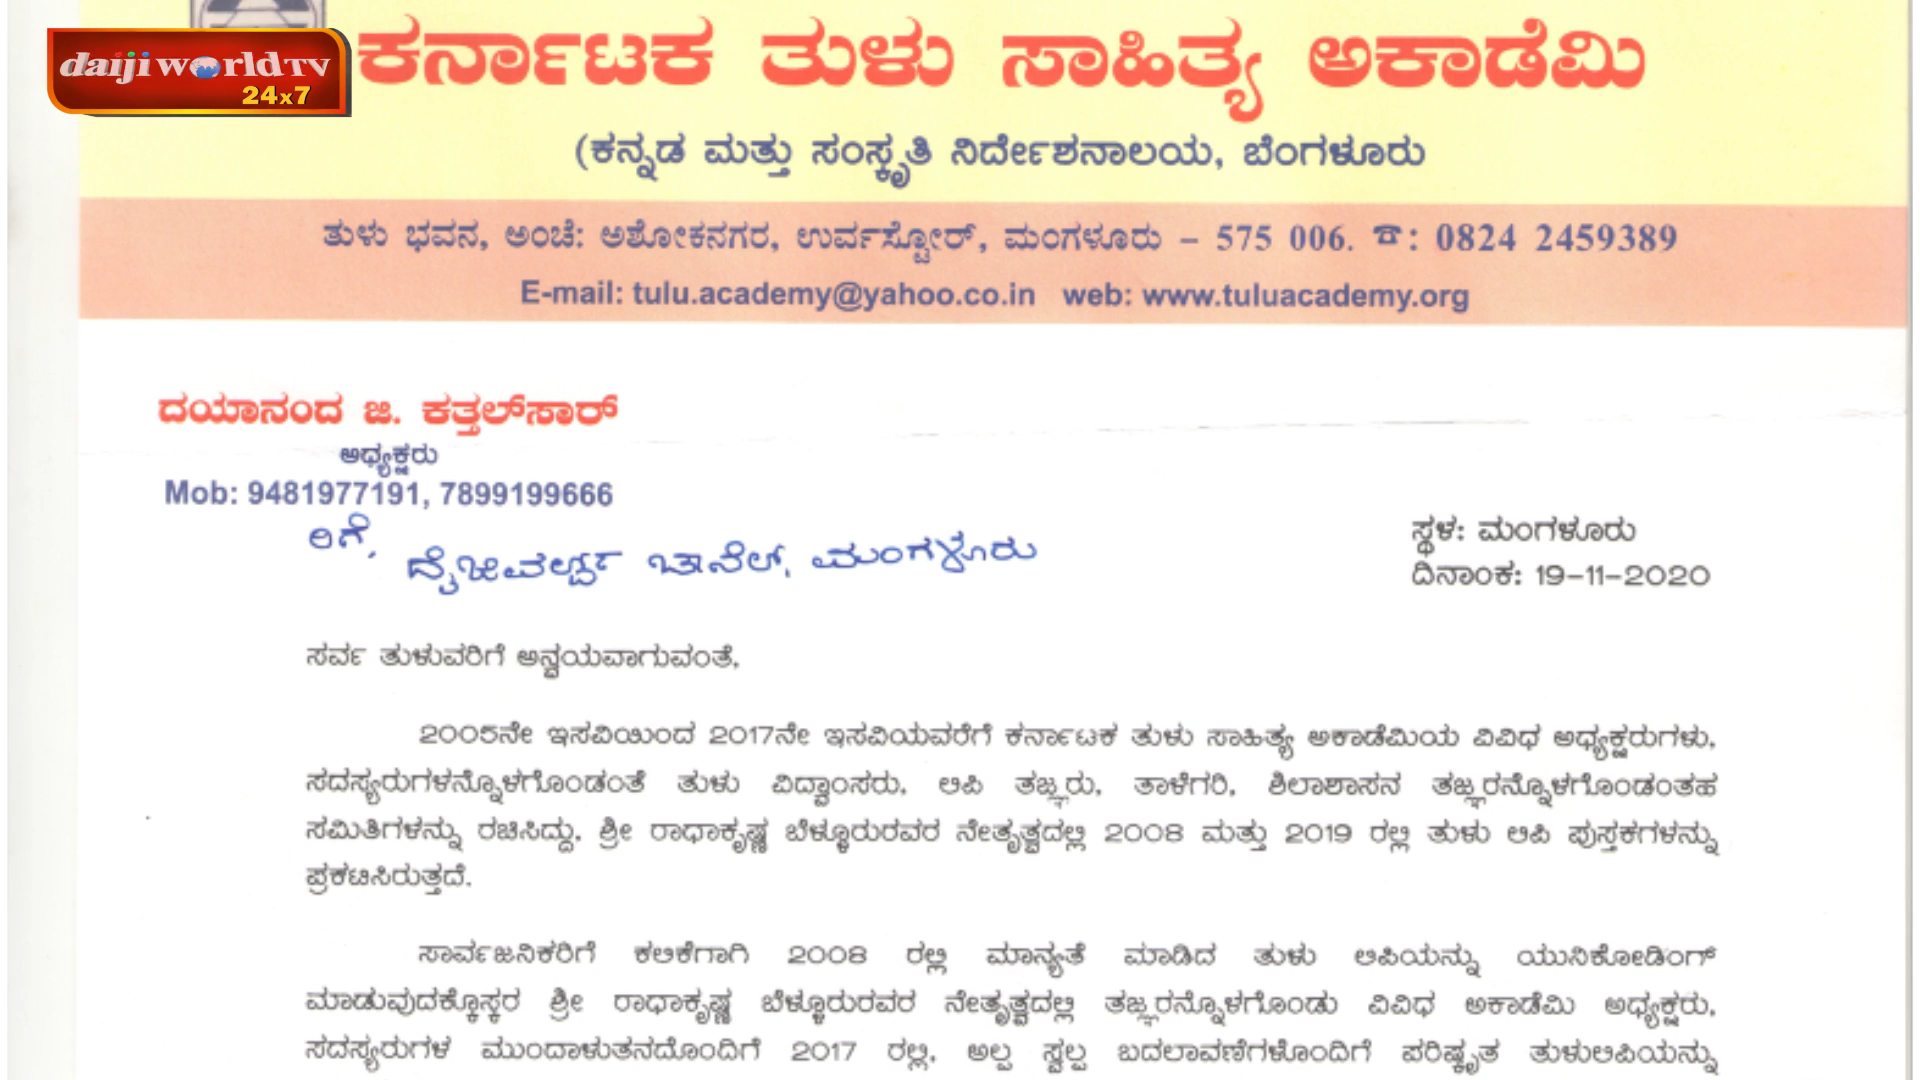 daijiworld TV
24x7
ಕರ್ನಾಟಕ ತುಳು ಸಾಹಿತ್ಯ ಅಕಾಡೆಮಿ
(ಕನ್ನಡ ಮತ್ತು ಸಂಸ್ಕೃತಿ ನಿರ್ದೇಶನಾಲಯ, ಬೆಂಗಳೂರು
ತುಳು ಭವನ, ಅಂಚೆ: ಅಶೋಕನಗರ, ಉರ್ವಸ್ಟೋರ್, ಮಂಗಳೂರು – 575 006. ☎: 0824 2459389
E-mail: tulu.academy@yahoo.co.in web: www.tuluacademy.org
ದಯಾನಂದ ಜಿ. ಕತ್ತಲ್‌ಸಾರ್
ಅಧ್ಯಕ್ಷರು
Mob: 9481977191, 7899199666
ರಿಗೆ,
ದೈಜಿವರ್ಲ್ಡ್ ಚಾನೆಲ್, ಮಂಗಳೂರು
ಸ್ಥಳ: ಮಂಗಳೂರು
ದಿನಾಂಕ: 19-11-2020
ಸರ್ವ ತುಳುವರಿಗೆ ಅನ್ವಯವಾಗುವಂತೆ,
2005ನೇ ಇಸವಿಯಿಂದ 2017ನೇ ಇಸವಿಯವರೆಗೆ ಕರ್ನಾಟಕ ತುಳು ಸಾಹಿತ್ಯ ಅಕಾಡೆಮಿಯ ವಿವಿಧ ಅಧ್ಯಕ್ಷರುಗಳು,
ಸದಸ್ಯರುಗಳನ್ನೊಳಗೊಂಡಂತೆ ತುಳು ವಿದ್ವಾಂಸರು, ಲಿಪಿ ತಜ್ಞರು, ತಾಳೆಗರಿ, ಶಿಲಾಶಾಸನ ತಜ್ಞರನ್ನೊಳಗೊಂಡಂತಹ
ಸಮಿತಿಗಳನ್ನು ರಚಿಸಿದ್ದು, ಶ್ರೀ ರಾಧಾಕೃಷ್ಣ ಬೆಳ್ಳೂರುರವರ ನೇತೃತ್ವದಲ್ಲಿ 2008 ಮತ್ತು 2019 ರಲ್ಲಿ ತುಳು ಲಿಪಿ ಪುಸ್ತಕಗಳನ್ನು
ಪ್ರಕಟಿಸಿರುತ್ತದೆ.
ಸಾರ್ವಜನಿಕರಿಗೆ ಕಲಿಕೆಗಾಗಿ 2008 ರಲ್ಲಿ ಮಾನ್ಯತೆ ಮಾಡಿದ ತುಳು ಲಿಪಿಯನ್ನು ಯುನಿಕೋಡಿಂಗ್
ಮಾಡುವುದಕ್ಕೋಸ್ಕರ ಶ್ರೀ ರಾಧಾಕೃಷ್ಣ ಬೆಳ್ಳೂರುರವರ ನೇತೃತ್ವದಲ್ಲಿ ತಜ್ಞರನ್ನೊಳಗೊಂಡು ವಿವಿಧ ಅಕಾಡೆಮಿ ಅಧ್ಯಕ್ಷರು,
ಸದಸ್ಯರುಗಳ ಮುಂದಾಳುತನದೊಂದಿಗೆ 2017 ರಲ್ಲಿ, ಅಲ್ಪ ಸ್ವಲ್ಪ ಬದಲಾವಣೆಗಳೊಂದಿಗೆ ಪರಿಷ್ಕೃತ ತುಳುಲಿಪಿಯನ್ನು